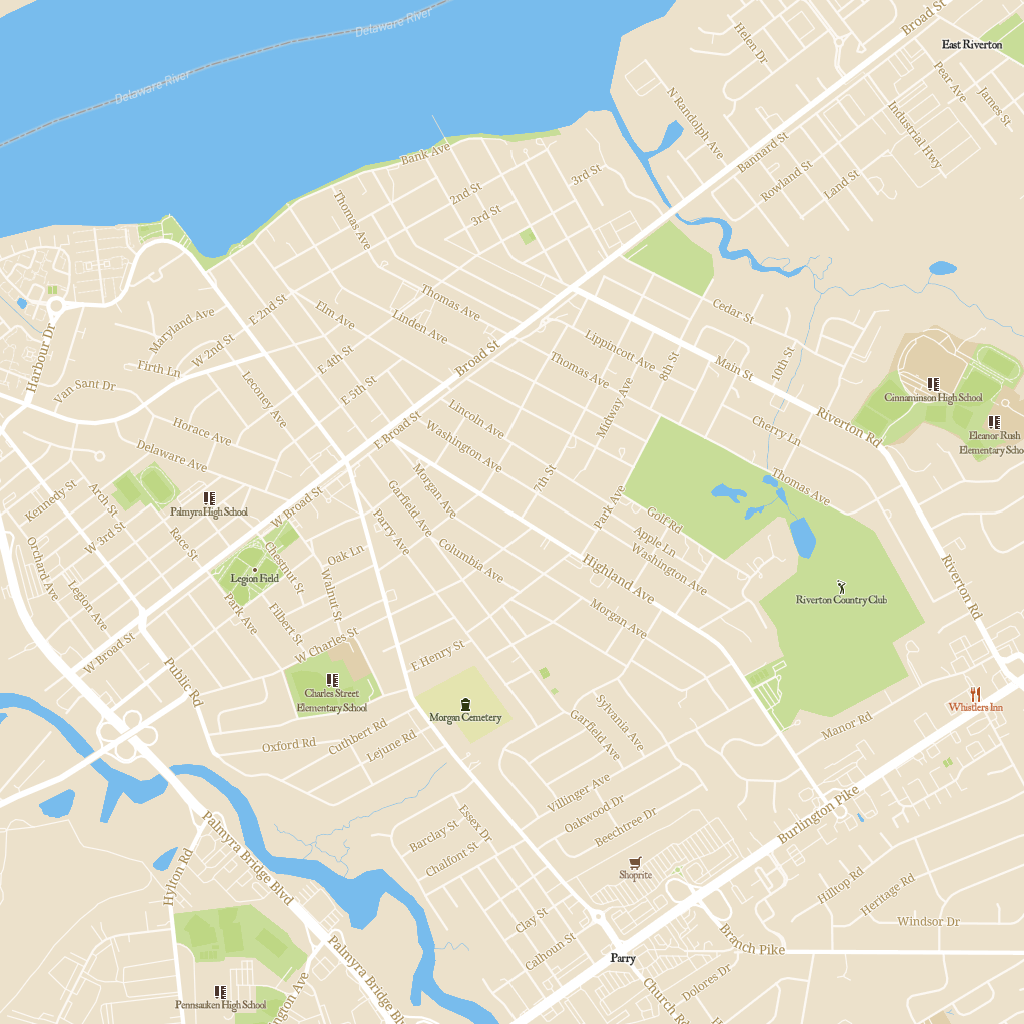 Delaware River
Delaware River
Broad St
East Riverton
Helen Dr
Pear Ave
James St
N Randolph Ave
Industrial Hwy
Bannard St
Rowland St
Land St
Bank Ave
2nd St
3rd St
3rd St
Thomas Ave
Maryland Ave
E 2nd St
W 2nd St
Elm Ave
Linden Ave
Thomas Ave
Cedar St
Harbour Dr
Firth Ln
Van Sant Dr
E 4th St
E 5th St
Broad St
Lippincott Ave
Thomas Ave
8th St
Main St
10th St
Cinnaminson High School
Leconey Ave
Horace Ave
Delaware Ave
E Broad St
Lincoln Ave
Washington Ave
Midway Ave
Cherry Ln
Riverton Rd
Eleanor Rush
Kennedy St
Arch St
Palmyra High School
W Broad St
Morgan Ave
Garfield Ave
7th St
Park Ave
Golf Rd
Thomas Ave
W 3rd St
Race St
Parry Ave
Columbia Ave
Apple Ln
Washington Ave
Highland Ave
Orchard Ave
Legion Ave
Legion Field
Chestnut St
Oak Ln
Walnut St
Riverton Country Club
Riverton Rd
Park Ave
Filbert St
W Charles St
Morgan Ave
W Broad St
Public Rd
E Henry St
Charles Street
Elementary School
Morgan Cemetery
Whistlers Inn
Oxford Rd
Cuthbert Rd
Lejune Rd
Sylvania Ave
Garfield Ave
Manor Rd
Villinger Ave
Oakwood Dr
Beechtree Dr
Burlington Pike
Essex Dr
Barclay St
Chalfont St
Palmyra Bridge Blvd
Hylton Rd
Shoprite
Hilltop Rd
Heritage Rd
Windsor Dr
Clay St
Calhoun St
Parry
Branch Pike
Palmyra Bridge
Pennsauken High School
Dolores Dr
Church Rd